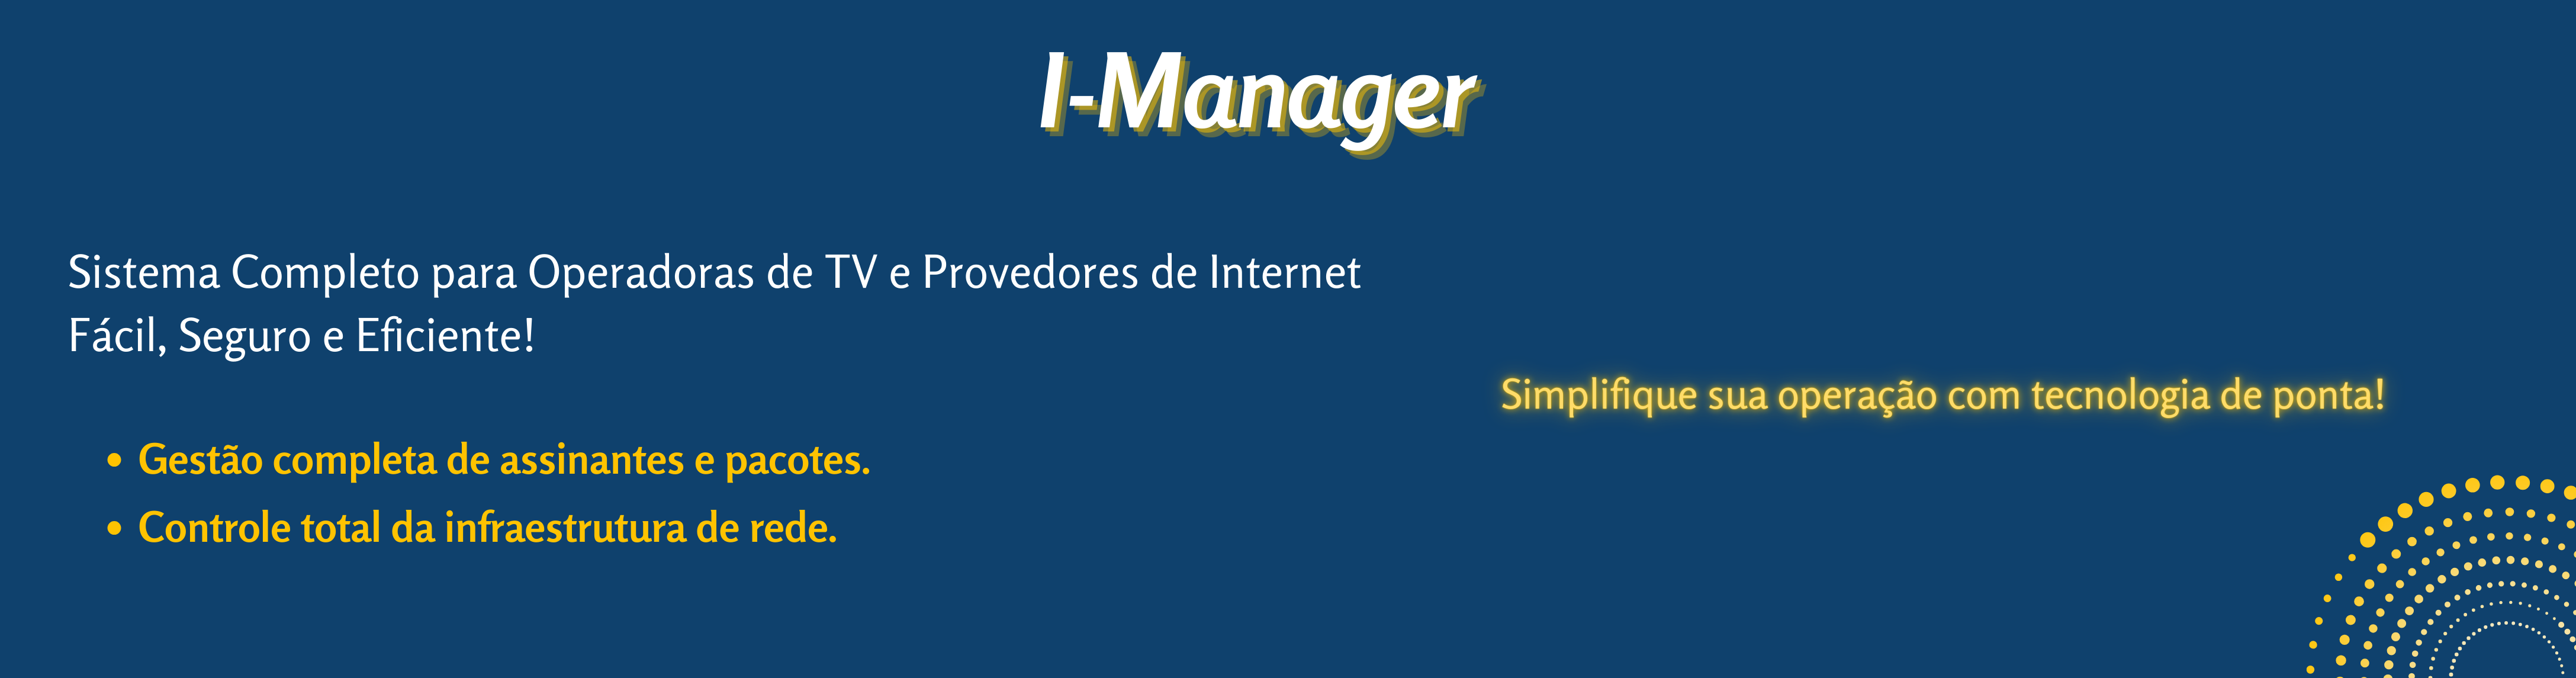 I-Manager
Sistema Completo para Operadoras de TV e Provedores de Internet
Fácil, Seguro e Eficiente!
Simplifique sua operação com tecnologia de ponta!
• Gestão completa de assinantes e pacotes.
• Controle total da infraestrutura de rede.